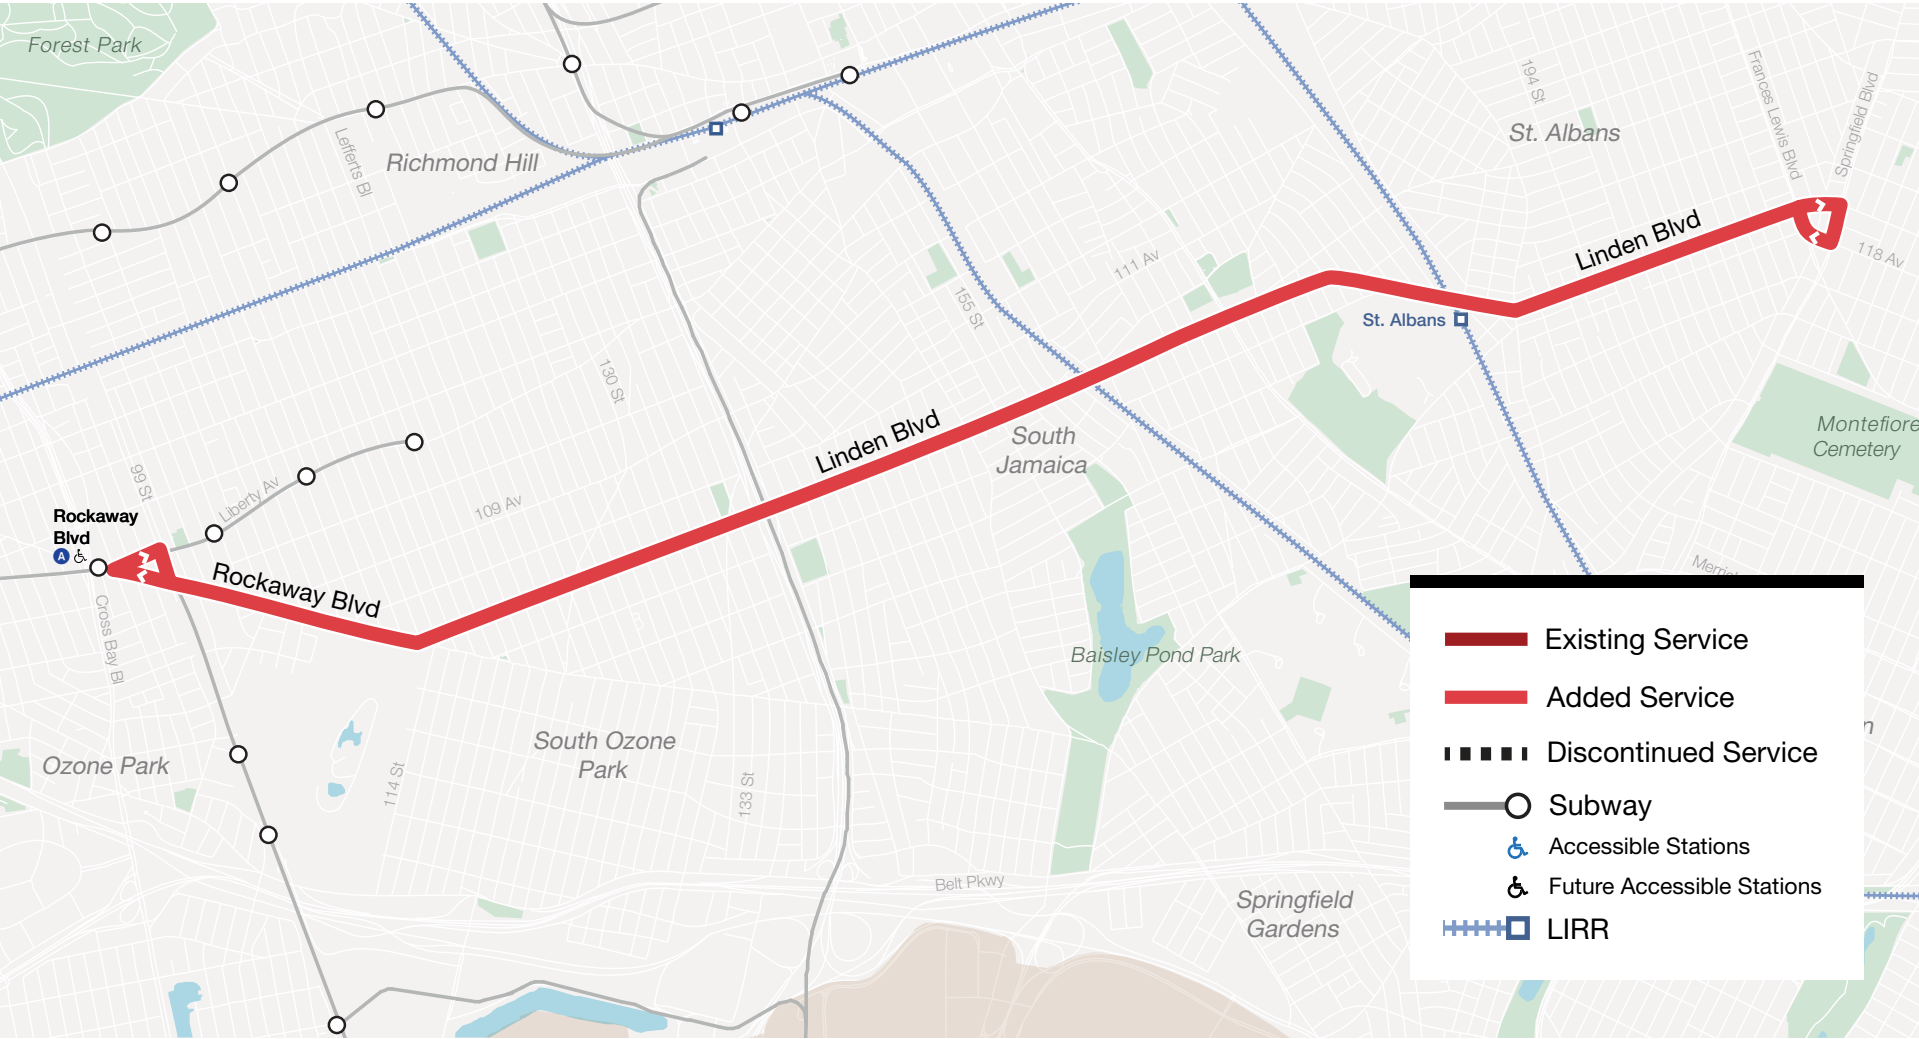 Forest Park
Lefferts Bl
Richmond Hill
194 St
St. Albans
Frances Lewis Blvd
Springfield Blvd
118 Av
Linden Blvd
111 Av
155 St
St. Albans
130 St
Linden Blvd
South
Jamaica
Montefiore
Cemetery
99 St
Liberty Av
109 Av
Rockaway
Blvd
A
Rockaway Blvd
Cross Bay Bl
Baisley Pond Park
Ozone Park
114 St
South Ozone
Park
133 St
Belt Pkwy
Springfield
Gardens
Existing Service
Added Service
Discontinued Service
Subway
Accessible Stations
Future Accessible Stations
LIRR